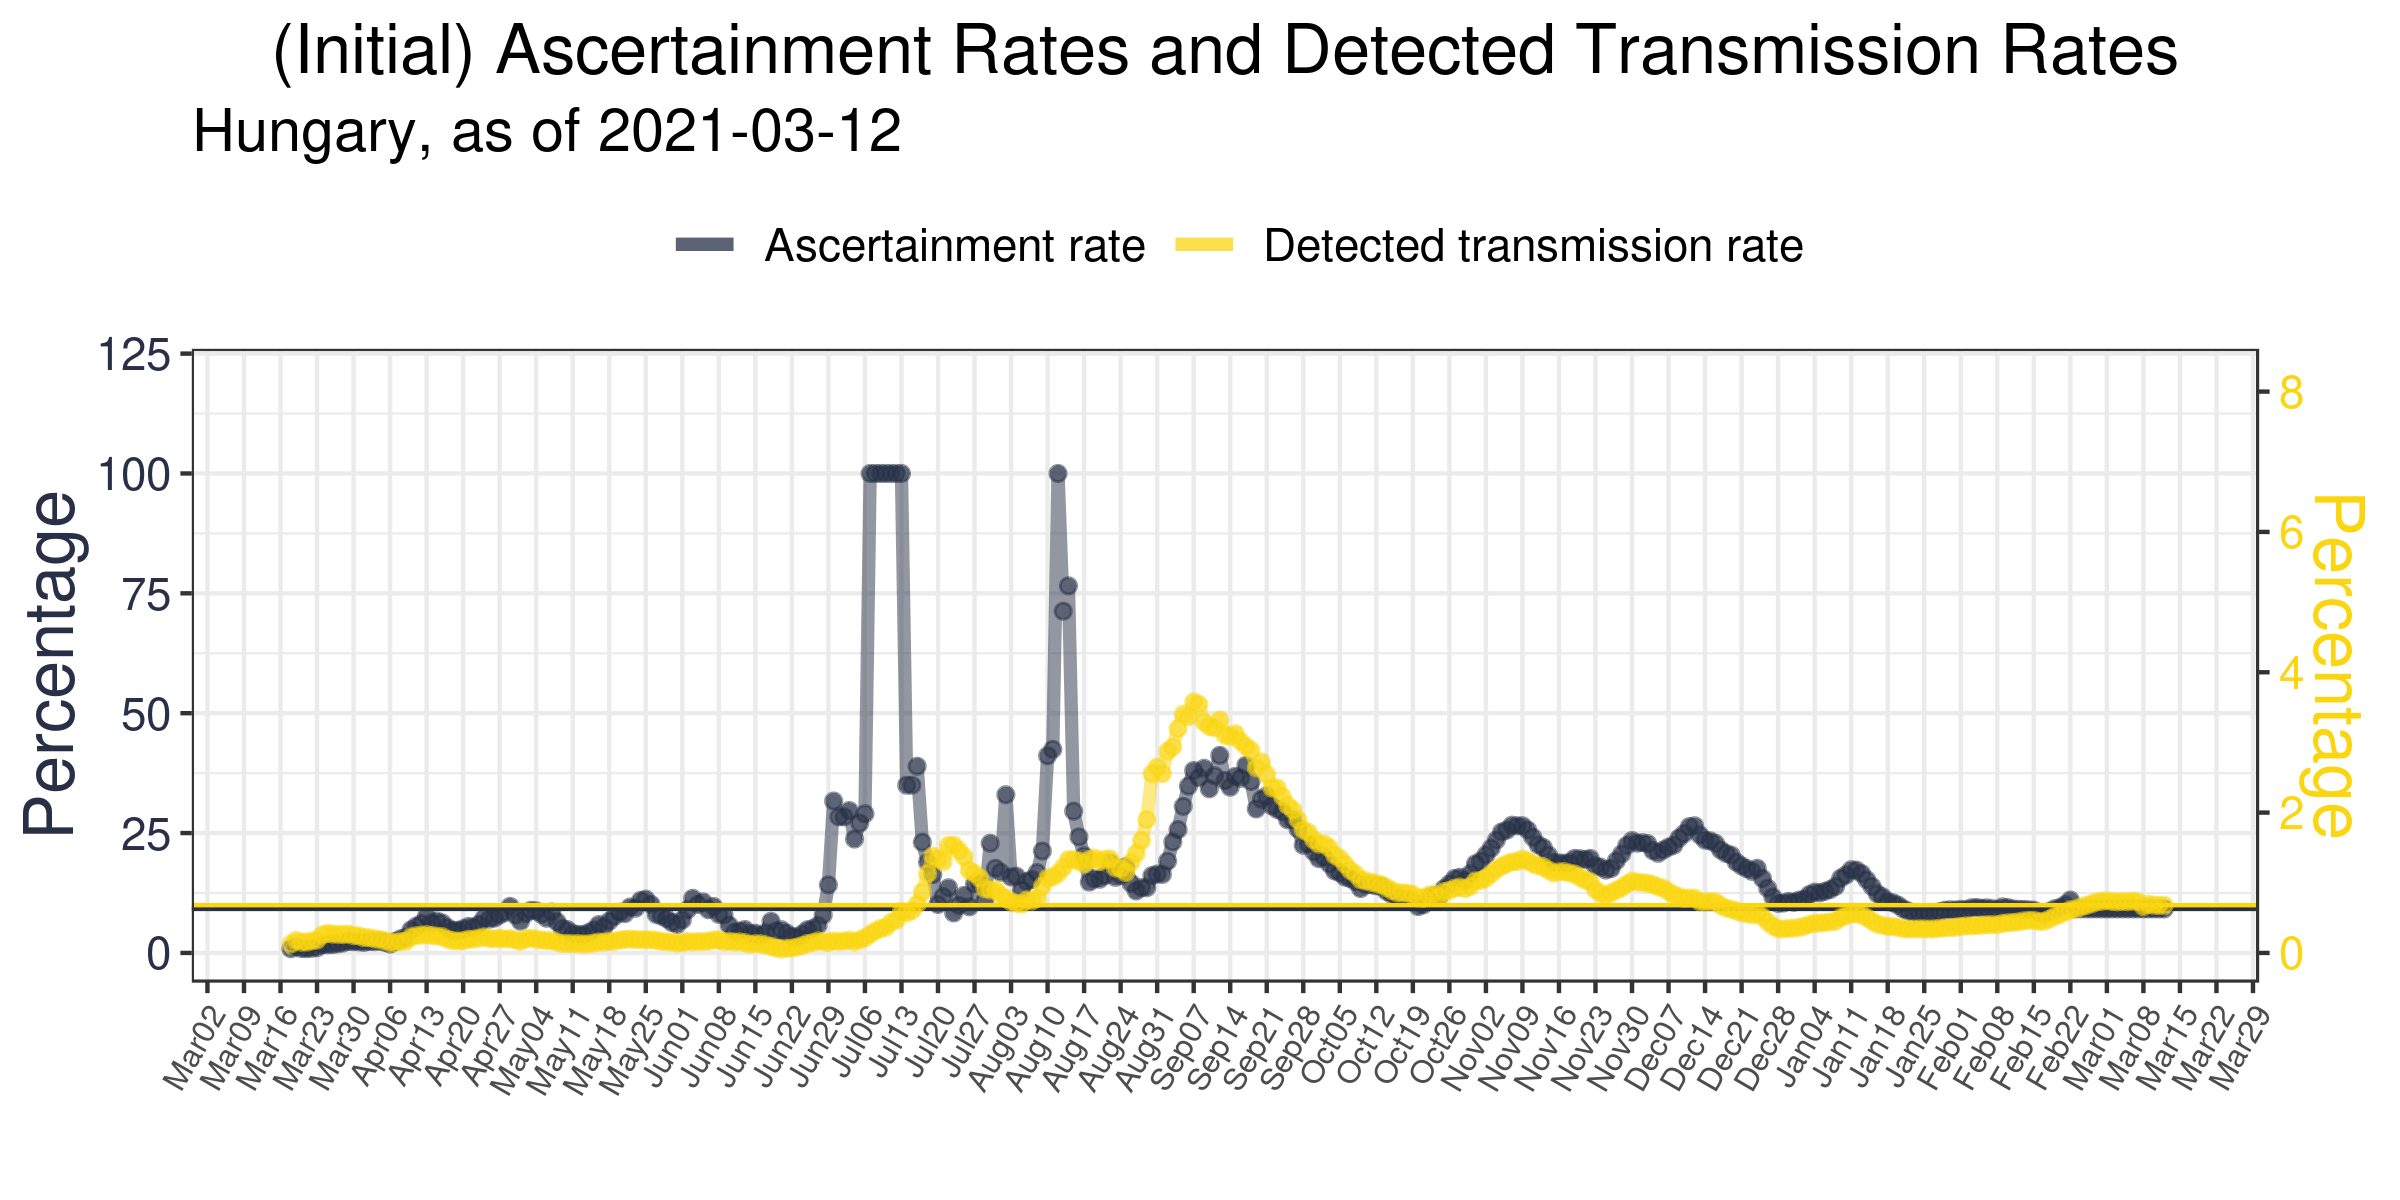 (Initial) Ascertainment Rates and Detected Transmission Rates
Hungary, as of 2021-03-12
Ascertainment rate
Detected transmission rate
Percentage
125
100
75
50
25
0
8
6
4
2
0
Percentage
Mar02
Mar09
Mar16
Mar23
Mar30
Apr06
Apr13
Apr20
Apr27
May04
May11
May18
May25
Jun01
Jun08
Jun15
Jun22
Jun29
Jul06
Jul13
Jul20
Jul27
Aug03
Aug10
Aug17
Aug24
Aug31
Sep07
Sep14
Sep21
Sep28
Oct05
Oct12
Oct19
Oct26
Nov02
Nov09
Nov16
Nov23
Nov30
Dec07
Dec14
Dec21
Dec28
Jan04
Jan11
Jan18
Jan25
Feb01
Feb08
Feb15
Feb22
Mar01
Mar08
Mar15
Mar22
Mar29